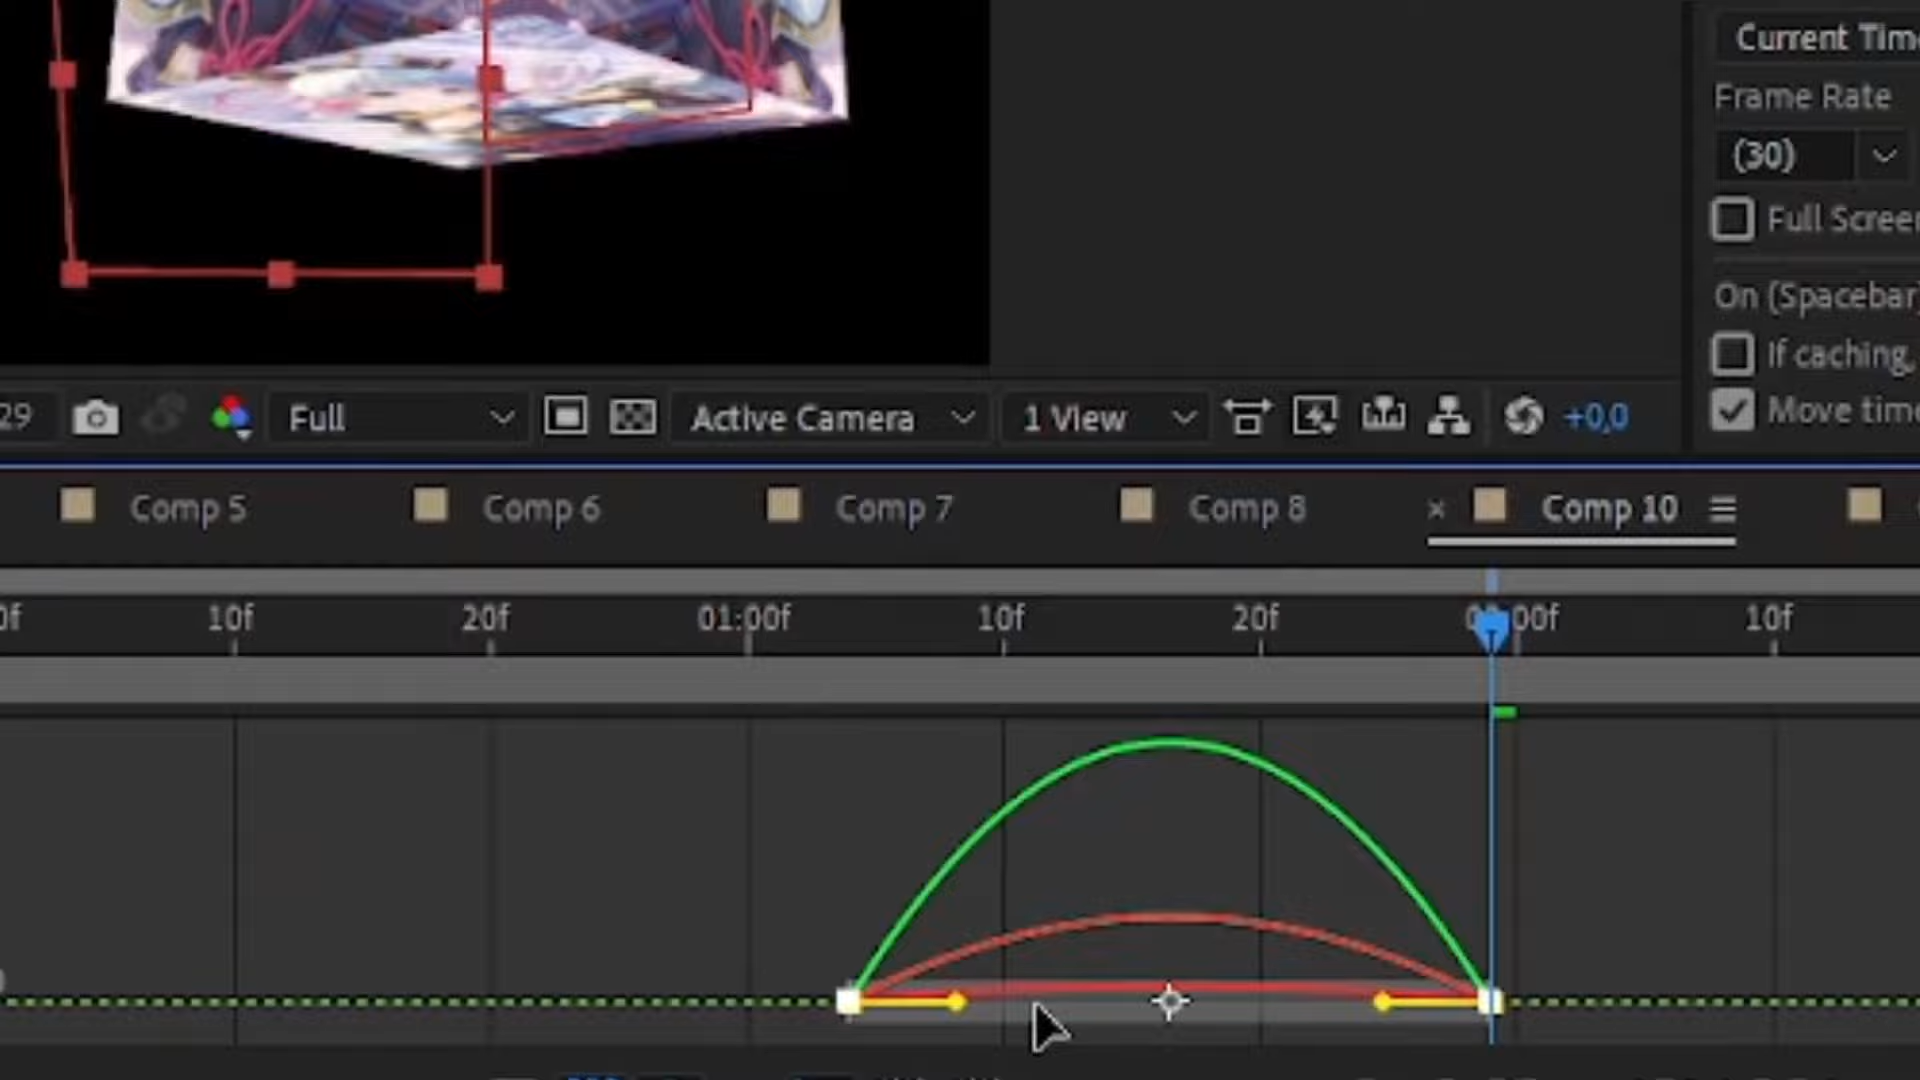 Current Time
Frame Rate
(30)
Full Screen
On (Spacebar)
If caching,
Move time
29
Full
Active Camera
1 View
+0,0
Comp 5
Comp 6
Comp 7
Comp 8
Comp 10
0f 10f 20f 01:00f 10f 20f 00f 10f